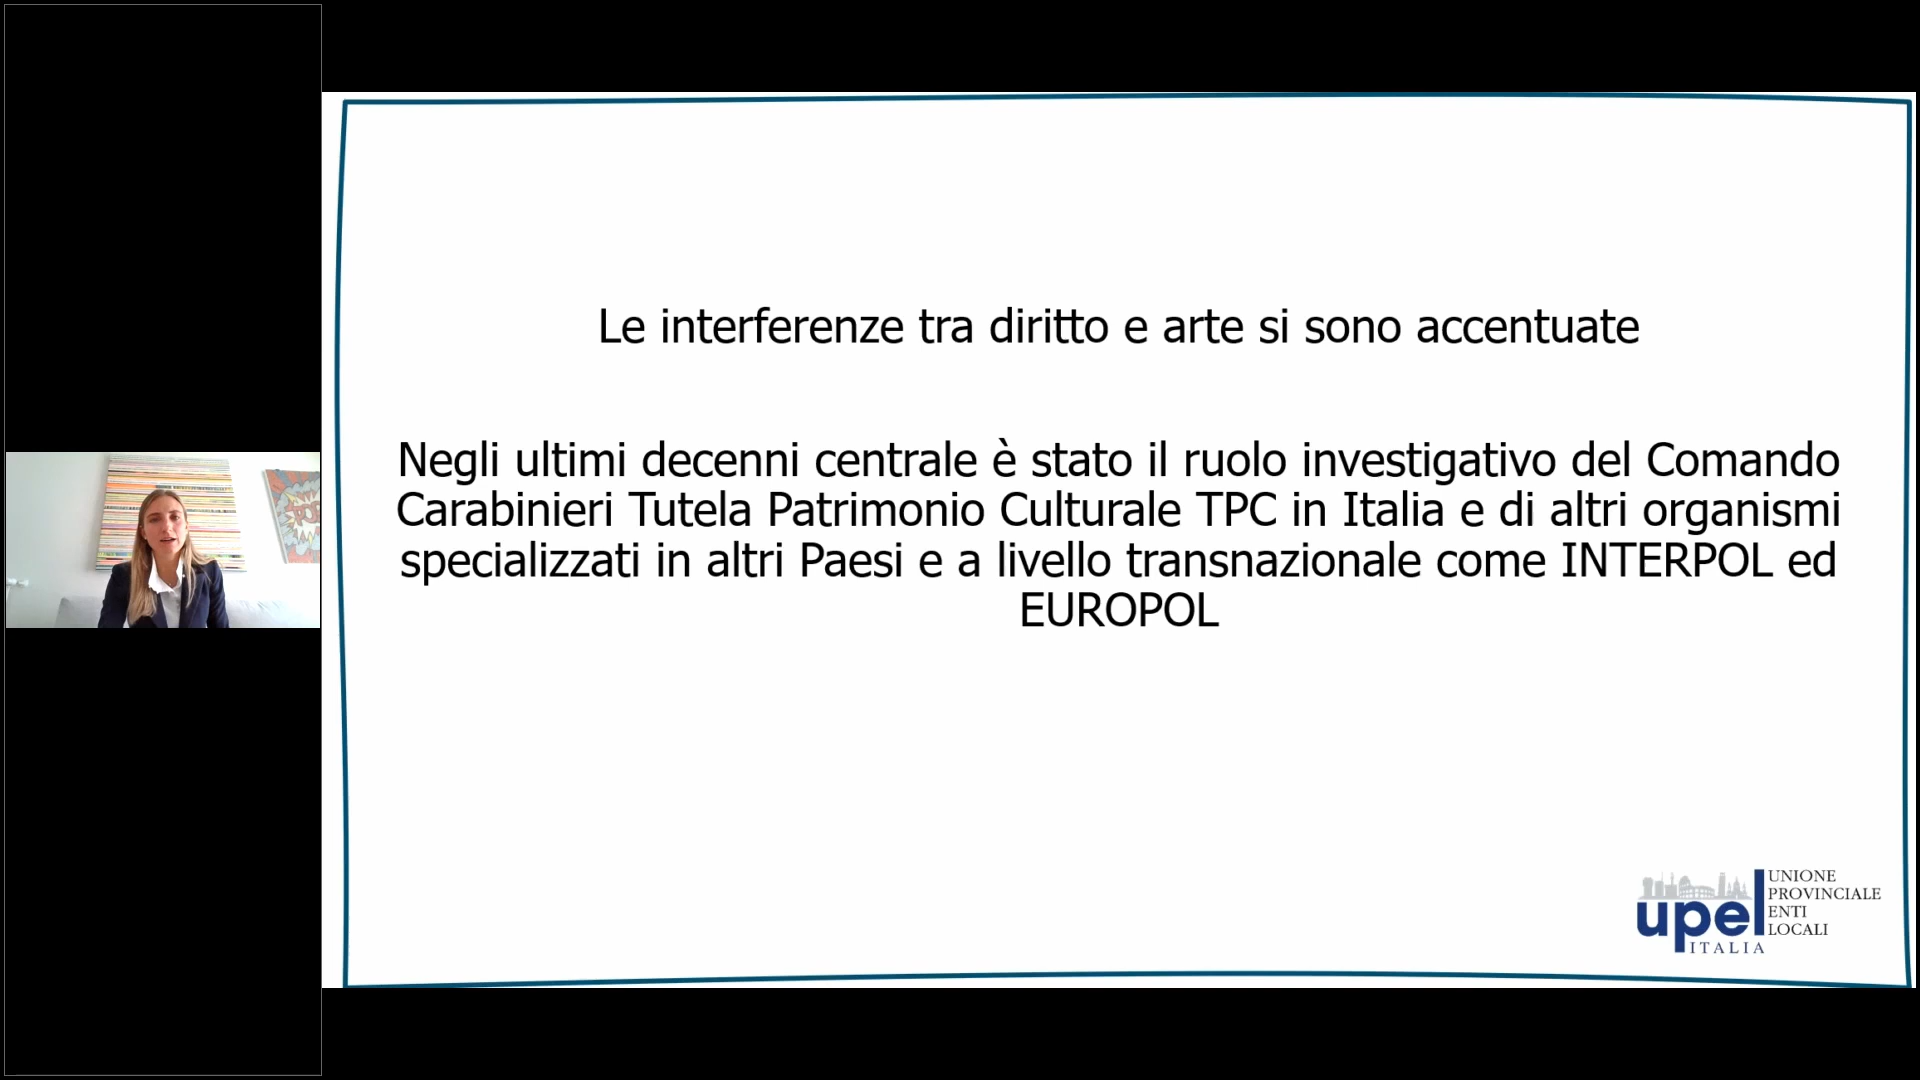 Le interferenze tra diritto e arte si sono accentuate
Negli ultimi decenni centrale è stato il ruolo investigativo del Comando
Carabinieri Tutela Patrimonio Culturale TPC in Italia e di altri organismi
specializzati in altri Paesi e a livello transnazionale come INTERPOL ed
EUROPOL
upel
ITALIA
UNIONE
PROVINCIALE
ENTI
LOCALI
POP